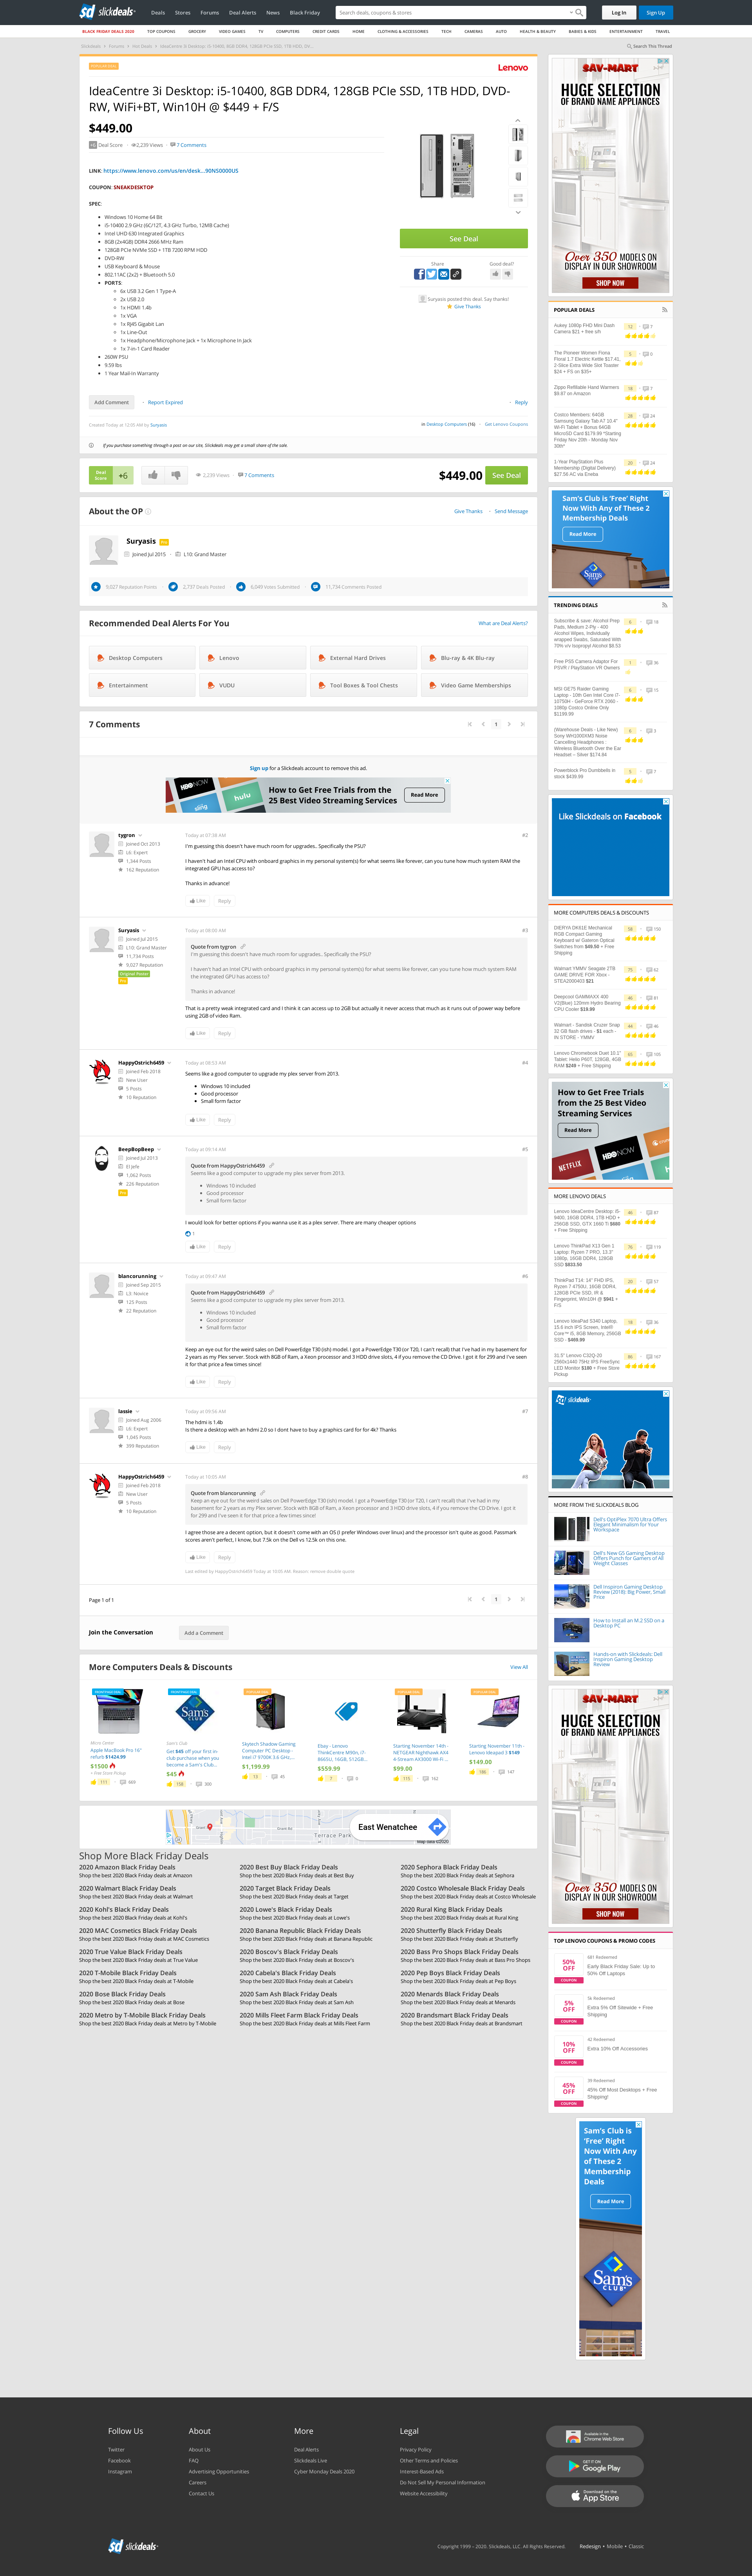 slickdeals
Deals Stores Forums Deal Alerts News Black Friday
Search deals, coupons & stores
Log In Sign Up
BLACK FRIDAY DEALS 2020 TOP COUPONS GROCERY VIDEO GAMES TV COMPUTERS CREDIT CARDS HOME CLOTHING & ACCESSORIES TECH CAMERAS AUTO HEALTH & BEAUTY BABIES & KIDS ENTERTAINMENT TRAVEL
Search This Thread
Lenovo
IdeaCentre 3i Desktop: i5-10400, 8GB DDR4, 128GB PCIe SSD, 1TB HDD, DVD-
RW, WiFi+BT, Win10H @ $449 + F/S
$449.00
+6 Deal Score 2,239 Views 7 Comments
LINK: https://www.lenovo.com/us/en/desk...90NS0000US
COUPON: SNEAKDESKTOP
SPEC:
Windows 10 Home 64 Bit
i5-10400 2.9 GHz (6C/12T, 4.3 GHz Turbo, 12MB Cache)
Intel UHD 630 Integrated Graphics
8GB (2x4GB) DDR4 2666 MHz Ram
128GB PCIe NVMe SSD + 1TB 7200 RPM HDD
DVD-RW
USB Keyboard & Mouse
802.11AC (2x2) + Bluetooth 5.0
PORTS:
6x USB 3.2 Gen 1 Type-A
2x USB 2.0
1x HDMI 1.4b
1x VGA
1x RJ45 Gigabit Lan
1x Line-Out
1x Headphone/Microphone Jack + 1x Microphone In Jack
1x 7-in-1 Card Reader
260W PSU
9.59 lbs
1 Year Mail-In Warranty
See Deal
Share Good deal?
Suryasis posted this deal. Say thanks!
Give Thanks
Add Comment Report Expired Reply
Created Today at 12:05 AM by Suryasis
in Desktop Computers (16) Get Lenovo Coupons
If you purchase something through a post on our site, Slickdeals may get a small share of the sale.
Deal Score +6 2,239 Views 7 Comments $449.00 See Deal
About the OP
Give Thanks Send Message
Suryasis Pro
Joined Jul 2015 L10: Grand Master
9,027 Reputation Points 2,737 Deals Posted 6,049 Votes Submitted 11,734 Comments Posted
Recommended Deal Alerts For You
What are Deal Alerts?
Desktop Computers Lenovo External Hard Drives Blu-ray & 4K Blu-ray
Entertainment VUDU Tool Boxes & Tool Chests Video Game Memberships
7 Comments
1
Sign up for a Slickdeals account to remove this ad.
sling hulu How to Get Free Trials from the
25 Best Video Streaming Services Read More
tygron Today at 07:38 AM #2
Joined Oct 2013
L6: Expert
1,344 Posts
162 Reputation
I'm guessing this doesn't have much room for upgrades.. Specifically the PSU?
I haven't had an Intel CPU with onboard graphics in my personal system(s) for what seems like forever, can you tune how much system RAM the
integrated GPU has access to?
Thanks in advance!
Like Reply
Suryasis Today at 08:00 AM #3
Joined Jul 2015
L10: Grand Master
11,734 Posts
9,027 Reputation
Original Poster
Pro
Quote from tygron
I'm guessing this doesn't have much room for upgrades.. Specifically the PSU?
I haven't had an Intel CPU with onboard graphics in my personal system(s) for what seems like forever, can you tune how much system RAM
the integrated GPU has access to?
Thanks in advance!
That is a pretty weak integrated card and I think it can access up to 2GB but actually it never access that much as it runs out of power way before
using 2GB of video Ram.
Like Reply
HappyOstrich6459 Today at 08:53 AM #4
Joined Feb 2018
New User
5 Posts
10 Reputation
Seems like a good computer to upgrade my plex server from 2013.
Windows 10 included
Good processor
Small form factor
Like Reply
BeepBopBeep Today at 09:14 AM #5
Joined Jul 2013
El jefe
1,062 Posts
226 Reputation
Pro
Quote from HappyOstrich6459
Seems like a good computer to upgrade my plex server from 2013.
Windows 10 included
Good processor
Small form factor
I would look for better options if you wanna use it as a plex server. There are many cheaper options
1
Like Reply
blancorunning Today at 09:47 AM #6
Joined Sep 2015
L3: Novice
125 Posts
22 Reputation
Quote from HappyOstrich6459
Seems like a good computer to upgrade my plex server from 2013.
Windows 10 included
Good processor
Small form factor
Keep an eye out for the weird sales on Dell PowerEdge T30 (ish) model. I got a PowerEdge T30 (or T20, I can't recall) that I've had in my basement for
2 years as my Plex server. Stock with 8GB of Ram, a Xeon processor and 3 HDD drive slots, 4 if you remove the CD Drive. I got it for 299 and I've seen it
for that price a few times since!
Like Reply
lassie Today at 09:56 AM #7
Joined Aug 2006
L6: Expert
1,045 Posts
399 Reputation
The hdmi is 1.4b
Is there a desktop with an hdmi 2.0 so I dont have to buy a graphics card for for 4k? Thanks
Like Reply
HappyOstrich6459 Today at 10:05 AM #8
Joined Feb 2018
New User
5 Posts
10 Reputation
Quote from blancorunning
Keep an eye out for the weird sales on Dell PowerEdge T30 (ish) model. I got a PowerEdge T30 (or T20, I can't recall) that I've had in my
basement for 2 years as my Plex server. Stock with 8GB of Ram, a Xeon processor and 3 HDD drive slots, 4 if you remove the CD Drive. I got it
for 299 and I've seen it for that price a few times since!
I agree those are a decent option, but it doesn't come with an OS (I prefer Windows over linux) and the processor isn't quite as good. Passmark
scores aren't perfect, I know, but 7.5k on the Dell vs 12.5k on this one.
Like Reply
Last edited by HappyOstrich6459 Today at 10:05 AM. Reason: remove double quote
Page 1 of 1 1
Join the Conversation Add a Comment
More Computers Deals & Discounts View All
Micro Center
Apple MacBook Pro 16"
refurb $1424.99
$1500
+ Free Store Pickup
111 669
Sam's Club
Get $45 off your first in-
club purchase when you
become a Sam's Club...
$45
158 300
Skytech Shadow Gaming
Computer PC Desktop -
Intel i7 9700K 3.6 GHz,...
$1,199.99
13 45
Ebay - Lenovo
ThinkCentre M90n, i7-
8665U, 16GB, 512GB...
$559.99
7 0
Starting November 14th -
NETGEAR Nighthawk AX4
4-Stream AX3000 Wi-Fi...
$99.00
115 162
Starting November 11th -
Lenovo Ideapad 3 $149
$149.00
186 147
East Wenatchee
Terrace Park
Map data ©2020
Shop More Black Friday Deals
2020 Amazon Black Friday Deals
Shop the best 2020 Black Friday deals at Amazon
2020 Best Buy Black Friday Deals
Shop the best 2020 Black Friday deals at Best Buy
2020 Sephora Black Friday Deals
Shop the best 2020 Black Friday deals at Sephora
2020 Walmart Black Friday Deals
Shop the best 2020 Black Friday deals at Walmart
2020 Target Black Friday Deals
Shop the best 2020 Black Friday deals at Target
2020 Costco Wholesale Black Friday Deals
Shop the best 2020 Black Friday deals at Costco Wholesale
2020 Kohl's Black Friday Deals
Shop the best 2020 Black Friday deals at Kohl's
2020 Lowe's Black Friday Deals
Shop the best 2020 Black Friday deals at Lowe's
2020 Rural King Black Friday Deals
Shop the best 2020 Black Friday deals at Rural King
2020 MAC Cosmetics Black Friday Deals
Shop the best 2020 Black Friday deals at MAC Cosmetics
2020 Banana Republic Black Friday Deals
Shop the best 2020 Black Friday deals at Banana Republic
2020 Shutterfly Black Friday Deals
Shop the best 2020 Black Friday deals at Shutterfly
2020 True Value Black Friday Deals
Shop the best 2020 Black Friday deals at True Value
2020 Boscov's Black Friday Deals
Shop the best 2020 Black Friday deals at Boscov's
2020 Bass Pro Shops Black Friday Deals
Shop the best 2020 Black Friday deals at Bass Pro Shops
2020 T-Mobile Black Friday Deals
Shop the best 2020 Black Friday deals at T-Mobile
2020 Cabela's Black Friday Deals
Shop the best 2020 Black Friday deals at Cabela's
2020 Pep Boys Black Friday Deals
Shop the best 2020 Black Friday deals at Pep Boys
2020 Bose Black Friday Deals
Shop the best 2020 Black Friday deals at Bose
2020 Sam Ash Black Friday Deals
Shop the best 2020 Black Friday deals at Sam Ash
2020 Menards Black Friday Deals
Shop the best 2020 Black Friday deals at Menards
2020 Metro by T-Mobile Black Friday Deals
Shop the best 2020 Black Friday deals at Metro by T-Mobile
2020 Mills Fleet Farm Black Friday Deals
Shop the best 2020 Black Friday deals at Mills Fleet Farm
2020 Brandsmart Black Friday Deals
Shop the best 2020 Black Friday deals at Brandsmart
SAV-MART
HUGE SELECTION
OF BRAND NAME APPLIANCES
Over 350 MODELS
ON DISPLAY IN OUR SHOWROOM
SHOP NOW
POPULAR DEALS
Aukey 1080p FHD Mini Dash
Camera $21 + free s/h
12 7
The Pioneer Women Fiona
Floral 1.7 Electric Kettle $17.41,
2-Slice Extra Wide Slot Toaster
$24 + FS on $35+
5 0
Zippo Refillable Hand Warmers
$9.87 on Amazon
18 7
Costco Members: 64GB
Samsung Galaxy Tab A7 10.4"
Wi-Fi Tablet + Bonus 64GB
MicroSD Card $179.99 *Starting
Friday Nov 20th - Monday Nov
30th*
28 24
1-Year PlayStation Plus
Membership (Digital Delivery)
$27.56 AC via Eneba
20 24
Sam's Club is 'Free' Right
Now With Any of These 2
Membership Deals
Read More
TRENDING DEALS
Subscribe & save: Alcohol Prep
Pads, Medium 2-Ply - 400
Alcohol Wipes, Individually
wrapped Swabs, Saturated With
70% v/v Isopropyl Alcohol $8.53
6 18
Free PS5 Camera Adaptor For
PSVR / PlayStation VR Owners
1 36
MSI GE75 Raider Gaming
Laptop - 10th Gen Intel Core i7-
10750H - GeForce RTX 2060 -
1080p Costco Online Only
$1199.99
6 15
(Warehouse Deals - Like New)
Sony WH1000XM3 Noise
Cancelling Headphones :
Wireless Bluetooth Over the Ear
Headset – Silver $174.84
6 3
Powerblock Pro Dumbbells in
stock $439.99
5 7
Like Slickdeals on Facebook
MORE COMPUTERS DEALS & DISCOUNTS
DIERYA DK61E Mechanical
RGB Compact Gaming
Keyboard w/ Gateron Optical
Switches from $49.50 + Free
Shipping
58 150
Walmart YMMV Seagate 2TB
GAME DRIVE FOR Xbox -
STEA2000403 $21
75 62
Deepcool GAMMAXX 400
V2(Blue) 120mm Hydro Bearing
CPU Cooler $19.99
46 81
Walmart - Sandisk Cruzer Snap
32 GB flash drives - $1 each -
IN STORE - YMMV
44 46
Lenovo Chromebook Duet 10.1"
Tablet: Helio P60T, 128GB, 4GB
RAM $249 + Free Shipping
65 165
How to Get Free Trials
from the 25 Best Video
Streaming Services
Read More
NETFLIX HBO NOW
MORE LENOVO DEALS
Lenovo IdeaCentre Desktop: i5-
9400, 16GB DDR4, 1TB HDD +
256GB SSD, GTX 1660 Ti $680
+ Free Shipping
46 87
Lenovo ThinkPad X13 Gen 1
Laptop: Ryzen 7 PRO, 13.3"
1080p, 16GB DDR4, 128GB
SSD $833.50
76 119
ThinkPad T14: 14" FHD IPS,
Ryzen 7 4750U, 16GB DDR4,
128GB PCIe SSD, IR &
Fingerprint, Win10H @ $941 +
F/S
20 57
Lenovo IdeaPad S340 Laptop,
15.6 inch IPS Screen, Intel®
Core™ i5, 8GB Memory, 256GB
SSD - $469.99
18 36
31.5" Lenovo C32Q-20
2560x1440 75Hz IPS FreeSync
LED Monitor $180 + Free Store
Pickup
86 167
slickdeals
MORE FROM THE SLICKDEALS BLOG
Dell's OptiPlex 7070 Ultra Offers
Elegant Minimalism for Your
Workspace
Dell's New G5 Gaming Desktop
Offers Punch for Gamers of All
Weight Classes
Dell Inspiron Gaming Desktop
Review (2018): Big Power, Small
Price
How to Install an M.2 SSD on a
Desktop PC
Hands-on with Slickdeals: Dell
Inspiron Gaming Desktop
Review
SAV-MART
HUGE SELECTION
OF BRAND NAME APPLIANCES
Over 350 MODELS
ON DISPLAY IN OUR SHOWROOM
SHOP NOW
TOP LENOVO COUPONS & PROMO CODES
50% OFF COUPON
681 Redeemed
Early Black Friday Sale: Up to
50% Off Laptops
5% OFF COUPON
1k Redeemed
Extra 5% Off Sitewide + Free
Shipping
10% OFF COUPON
42 Redeemed
Extra 10% Off Accessories
45% OFF COUPON
39 Redeemed
45% Off Most Desktops + Free
Shipping!
Sam's Club is
'Free' Right
Now With Any
of These 2
Membership
Deals
Read More
Sam's CLUB
Follow Us
Twitter
Facebook
Instagram
About
About Us
FAQ
Advertising Opportunities
Careers
Contact Us
More
Deal Alerts
Slickdeals Live
Cyber Monday Deals 2020
Legal
Privacy Policy
Other Terms and Policies
Interest-Based Ads
Do Not Sell My Personal Information
Website Accessibility
Available in the
Chrome Web Store
GET IT ON
Google Play
Download on the
App Store
slickdeals
Copyright 1999 – 2020. Slickdeals, LLC. All Rights Reserved. Redesign • Mobile • Classic